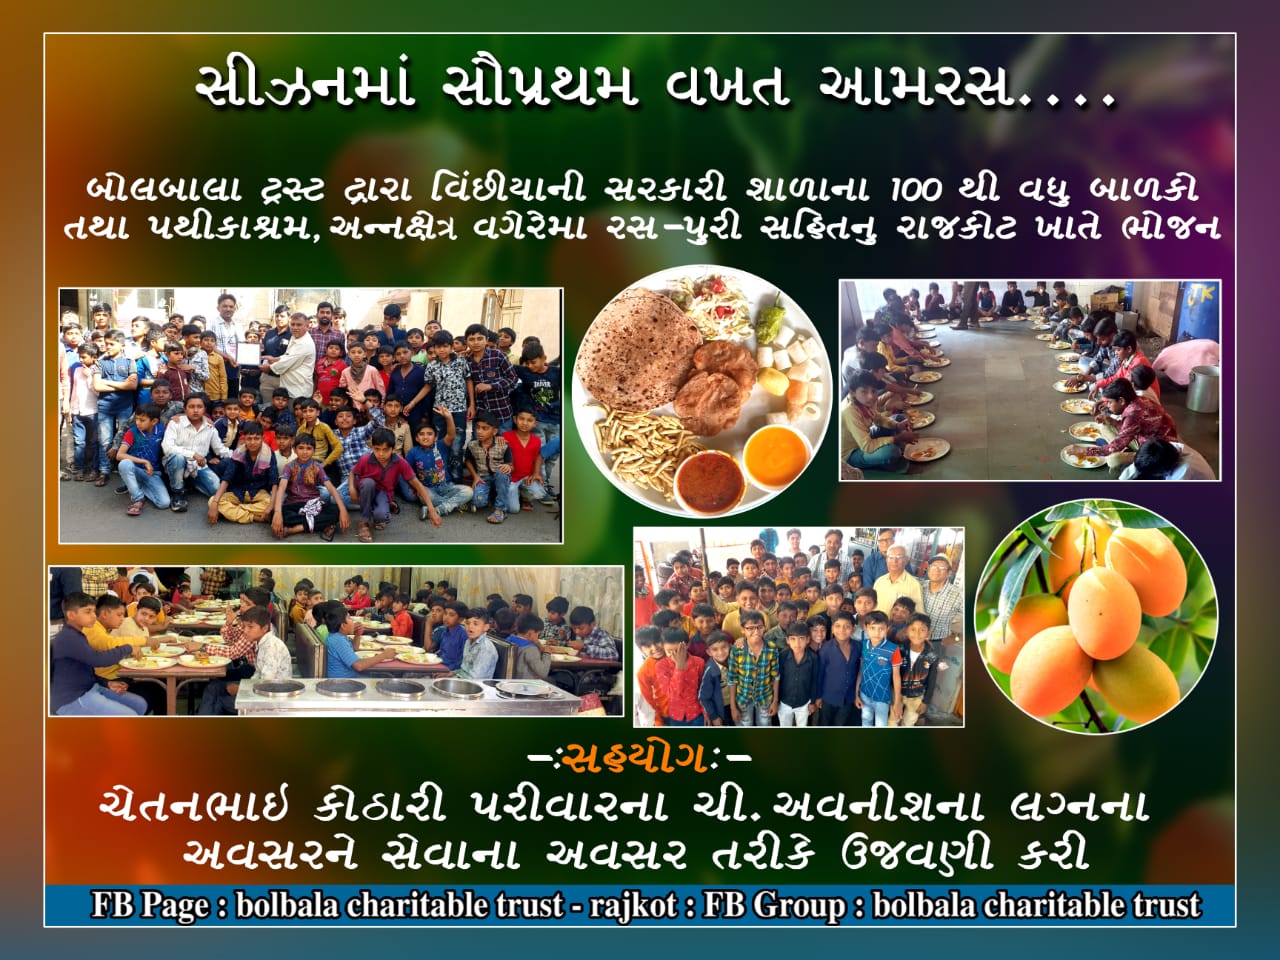 સીઝનમાં સૌપ્રથમ વખત આમરસ....
બોલબાલા ટ્રસ્ટ દ્વારા વિંછીયાની સરકારી શાળાના 100 થી વધુ બાળકો
તથા પથીકાશ્રમ, અન્નક્ષેત્ર વગેરેમા રસ-પુરી સહિતનુ રાજકોટ ખાતે ભોજન
-:સહયોગ:-
ચેતનભાઇ કોઠારી પરીવારના ચી. અવનીશના લગ્નના
અવસરને સેવાના અવસર તરીકે ઉજવણી કરી
FB Page : bolbala charitable trust - rajkot : FB Group : bolbala charitable trust